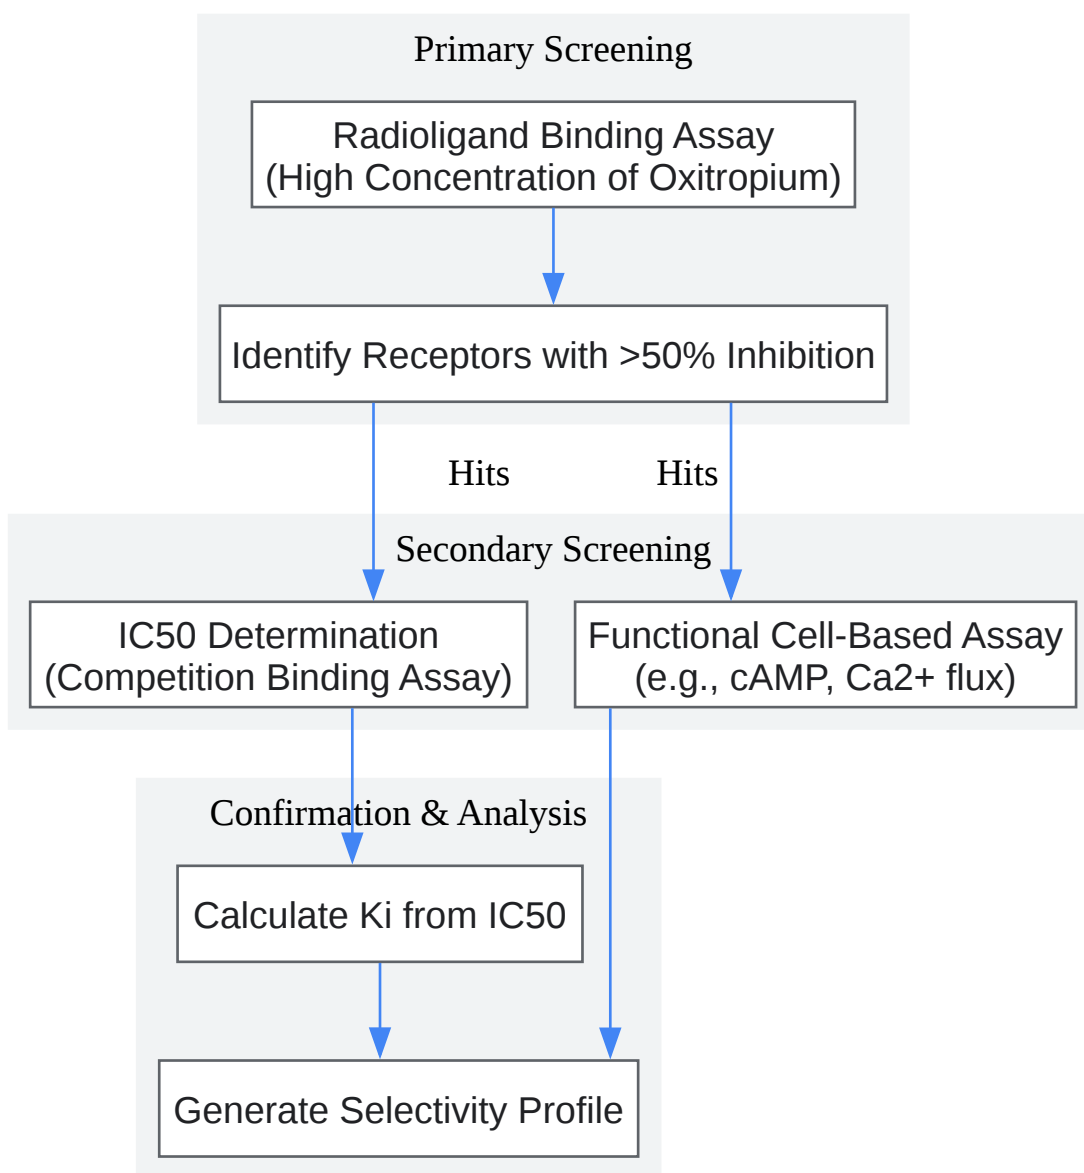 Primary Screening
Radioligand Binding Assay
(High Concentration of Oxitropium)
Identify Receptors with >50% Inhibition
Hits
Hits
Secondary Screening
IC50 Determination
(Competition Binding Assay)
Functional Cell-Based Assay
(e.g., cAMP, Ca2+ flux)
Confirmation & Analysis
Calculate Ki from IC50
Generate Selectivity Profile